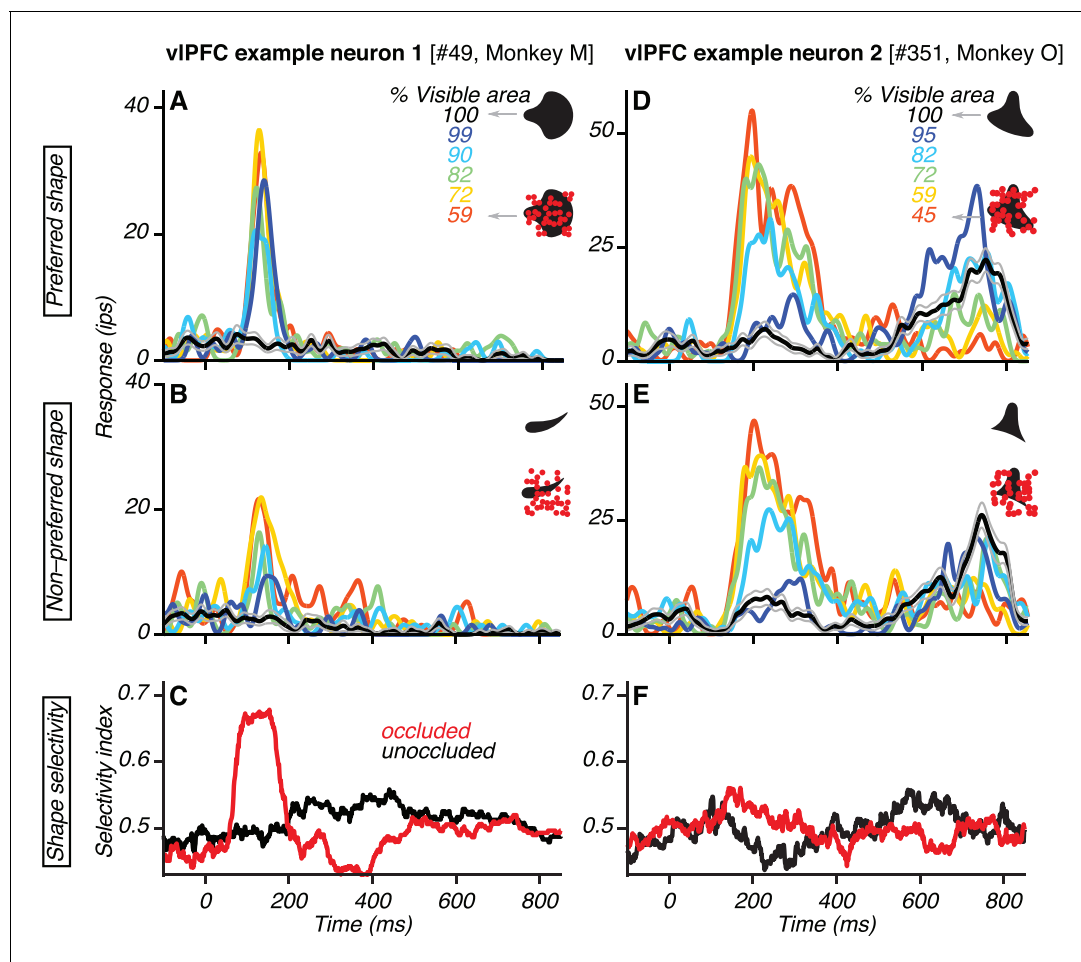 vlPFC example neuron 1 [#49, Monkey M]
vlPFC example neuron 2 [#351, Monkey O]
Preferred shape
Non–preferred shape
Shape selectivity
A
% Visible area
100
99
90
82
72
59
40
20
0
Response (ips)
D
% Visible area
100
95
82
72
59
45
50
25
0
B
40
20
0
E
50
25
0
C
0.7
0.6
0.5
Selectivity index
occluded
unoccluded
0 200 400 600 800
Time (ms)
F
0.7
0.6
0.5
0 200 400 600 800
Time (ms)